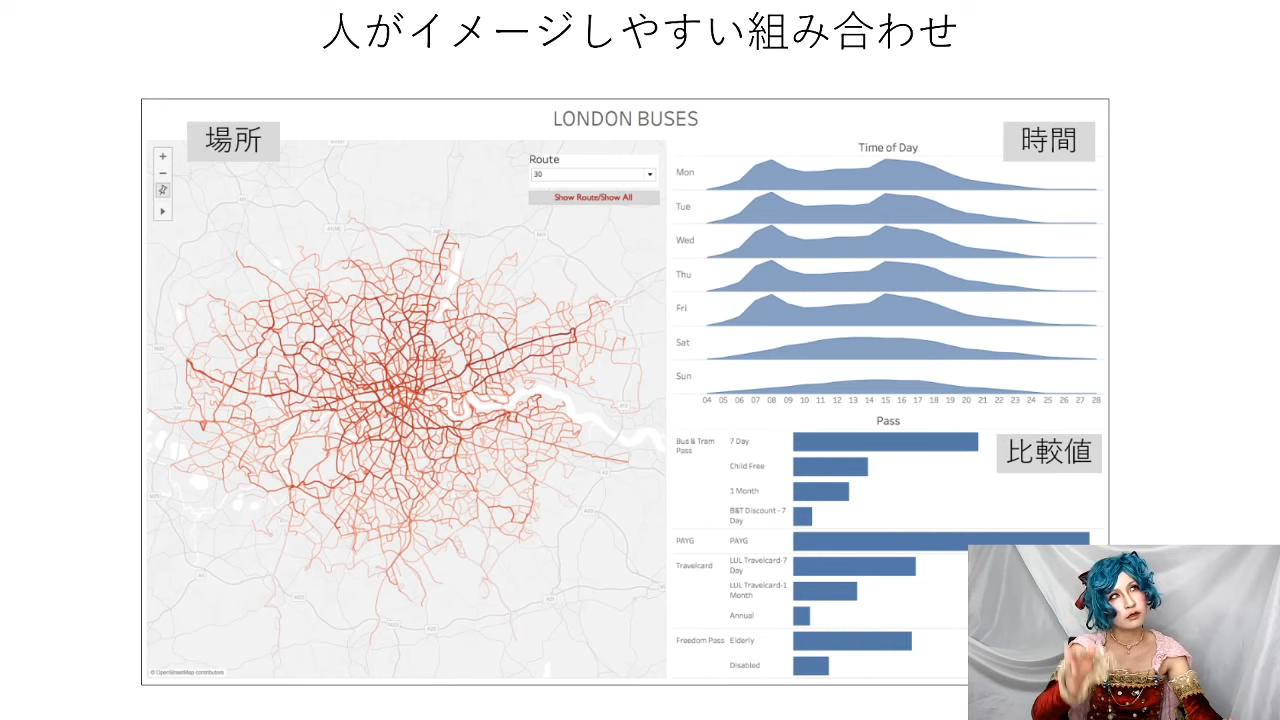 人がイメージしやすい組み合わせ
LONDON BUSES
場所
時間
Route
30
Show Route/Show All
Time of Day
Mon
Tue
Wed
Thu
Fri
Sat
Sun
04 05 06 07 08 09 10 11 12 13 14 15 16 17 18 19 20 21 22 23 24 25 26 27 28
Pass
比較値
Bus & Tram
Pass
7 Day
Child Free
1 Month
B&T Discount - 7
Day
PAYG
PAYG
Travelcard
LUL Travelcard-7
Day
LUL Travelcard-1
Month
Annual
Freedom Pass
Elderly
Disabled
© OpenStreetMap contributors